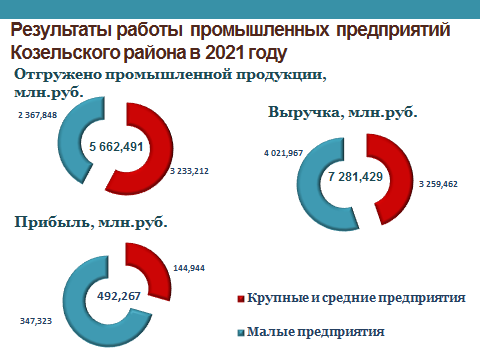 Результаты работы промышленных предприятий
Козельского района в 2021 году
Отгружено промышленной продукции,
млн.руб.
2 367,848
5 662,491
3 233,212
Выручка, млн.руб.
4 021,967
7 281,429
3 259,462
Прибыль, млн.руб.
144,944
492,267
347,323
Крупные и средние предприятия
Малые предприятия